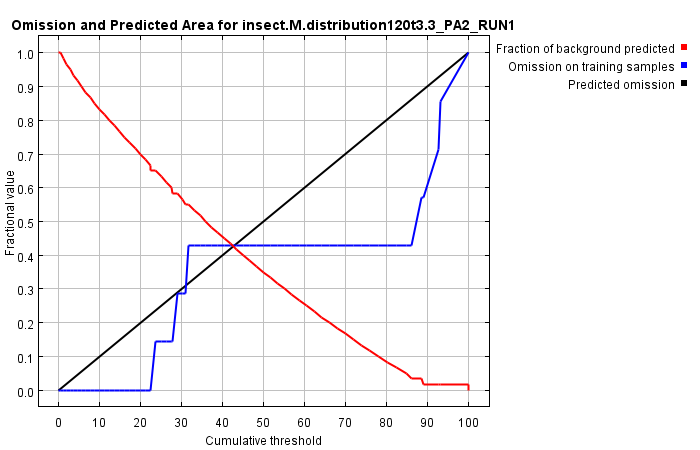 Omission and Predicted Area for insect.M.distribution120t3.3_PA2_RUN1
Fraction of background predicted
Omission on training samples
Predicted omission
Fractional value
1.0
0.9
0.8
0.7
0.6
0.5
0.4
0.3
0.2
0.1
0.0
0 10 20 30 40 50 60 70 80 90 100
Cumulative threshold